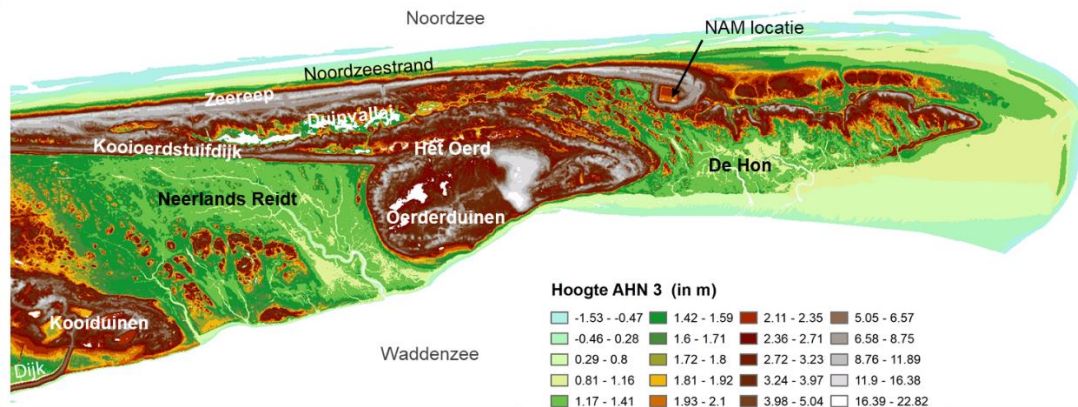 Noordzee
NAM locatie
Noordzeestrand
Zeereep
Duinvallei
Kooioerdstuifdijk
Het Oerd
De Hon
Neerlands Reidt
Oerderduinen
Kooiduinen
Dijk
Waddenzee
Hoogte AHN 3 (in m)
-1.53 - -0.47 1.42 - 1.59 2.11 - 2.35 5.05 - 6.57
-0.46 - 0.28 1.6 - 1.71 2.36 - 2.71 6.58 - 8.75
0.29 - 0.8 1.72 - 1.8 2.72 - 3.23 8.76 - 11.89
0.81 - 1.16 1.81 - 1.92 3.24 - 3.97 11.9 - 16.38
1.17 - 1.41 1.93 - 2.1 3.98 - 5.04 16.39 - 22.82